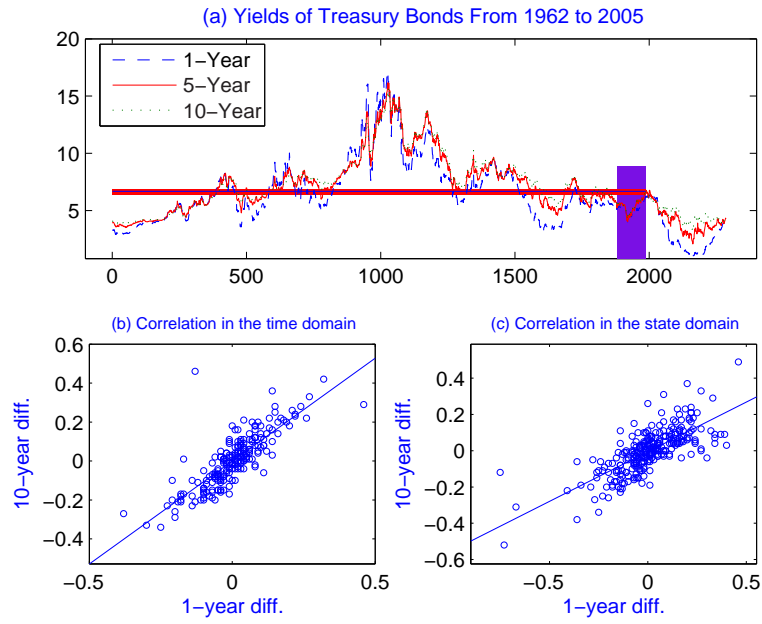 (a) Yields of Treasury Bonds From 1962 to 2005
20
15
10
5
1−Year
5−Year
10−Year
0 500 1000 1500 2000
(b) Correlation in the time domain
0.6
0.4
0.2
0
−0.2
−0.4
10−year diff.
−0.5 0 0.5
1−year diff.
(c) Correlation in the state domain
0.4
0.2
0
−0.2
−0.4
−0.6
10−year diff.
−0.5 0 0.5
1−year diff.